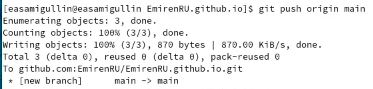 [easamigullin@easamigullin EmirenRU.github.io]$ git push origin main
Enumerating objects: 3, done.
Counting objects: 100% (3/3), done.
Writing objects: 100% (3/3), 870 bytes | 870.00 KiB/s, done.
Total 3 (delta 0), reused 0 (delta 0), pack-reused 0
To github.com:EmirenRU/EmirenRU.github.io.git
 * [new branch]      main -> main